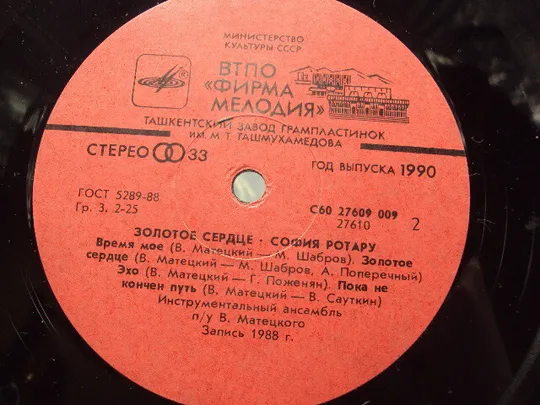 МИНИСТЕРСТВО
КУЛЬТУРЫ СССР
ВТПО
«ФИРМА
МЕЛОДИЯ»
ТАШКЕНТСКИЙ ЗАВОД ГРАМПЛАСТИНОК
ИМ. М. Т. ТАШМУХАМЕДОВА
СТЕРЕО 33
ГОД ВЫПУСКА 1990
ГОСТ 5289-88
Гр. 3. 2-25
С60 27609 009
27610
2
ЗОЛОТОЕ СЕРДЦЕ · СОФИЯ РОТАРУ
Время мое (В. Матецкий — М. Шабров). Золотое
сердце (В. Матецкий — М. Шабров, А. Поперечный)
Эхо (В. Матецкий — Г. Поженян). Пока не
кончен путь (В. Матецкий — В. Сауткин)
Инструментальный ансамбль
п/у В. Матецкого
Запись 1988 г.